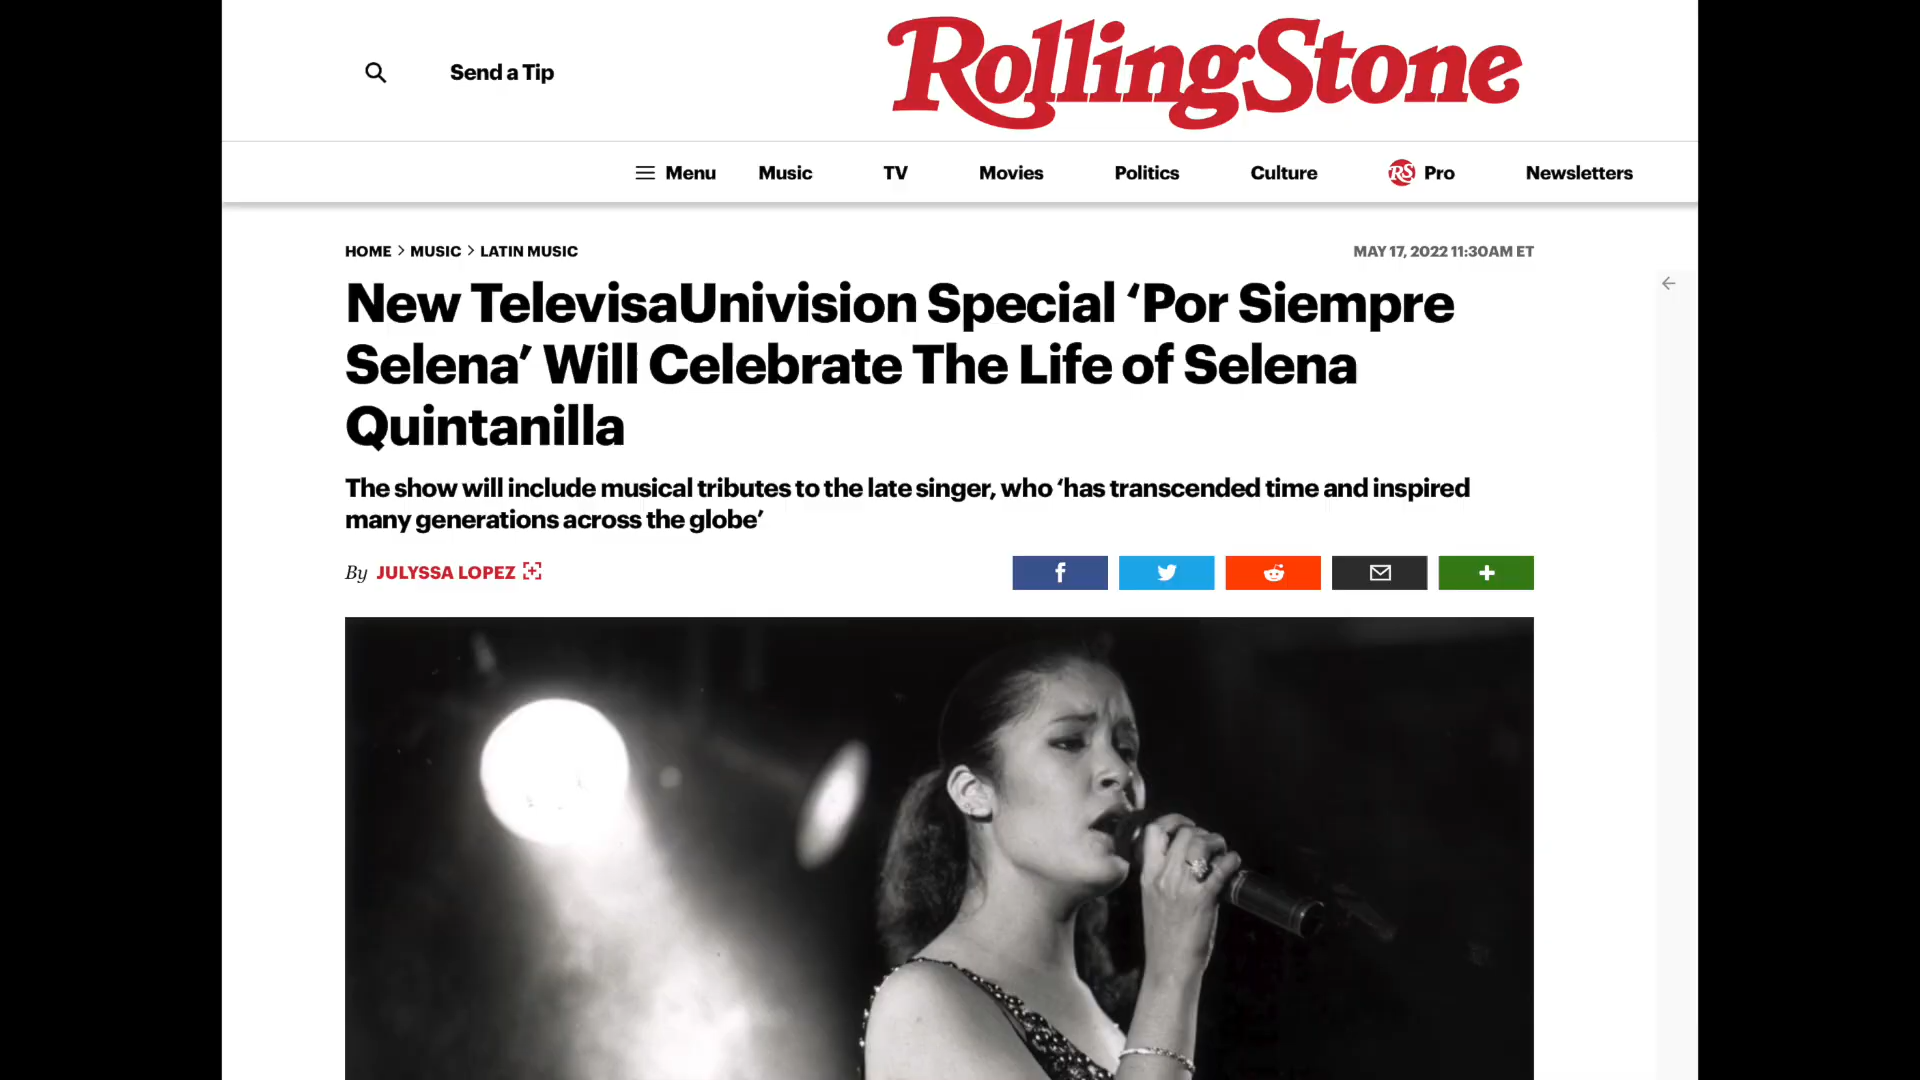 Send a Tip
RollingStone
Menu Music TV Movies Politics Culture RS Pro Newsletters
HOME > MUSIC > LATIN MUSIC
MAY 17, 2022 11:30AM ET
New TelevisaUnivision Special ‘Por Siempre
Selena’ Will Celebrate The Life of Selena
Quintanilla
The show will include musical tributes to the late singer, who ‘has transcended time and inspired
many generations across the globe’
By JULYSSA LOPEZ